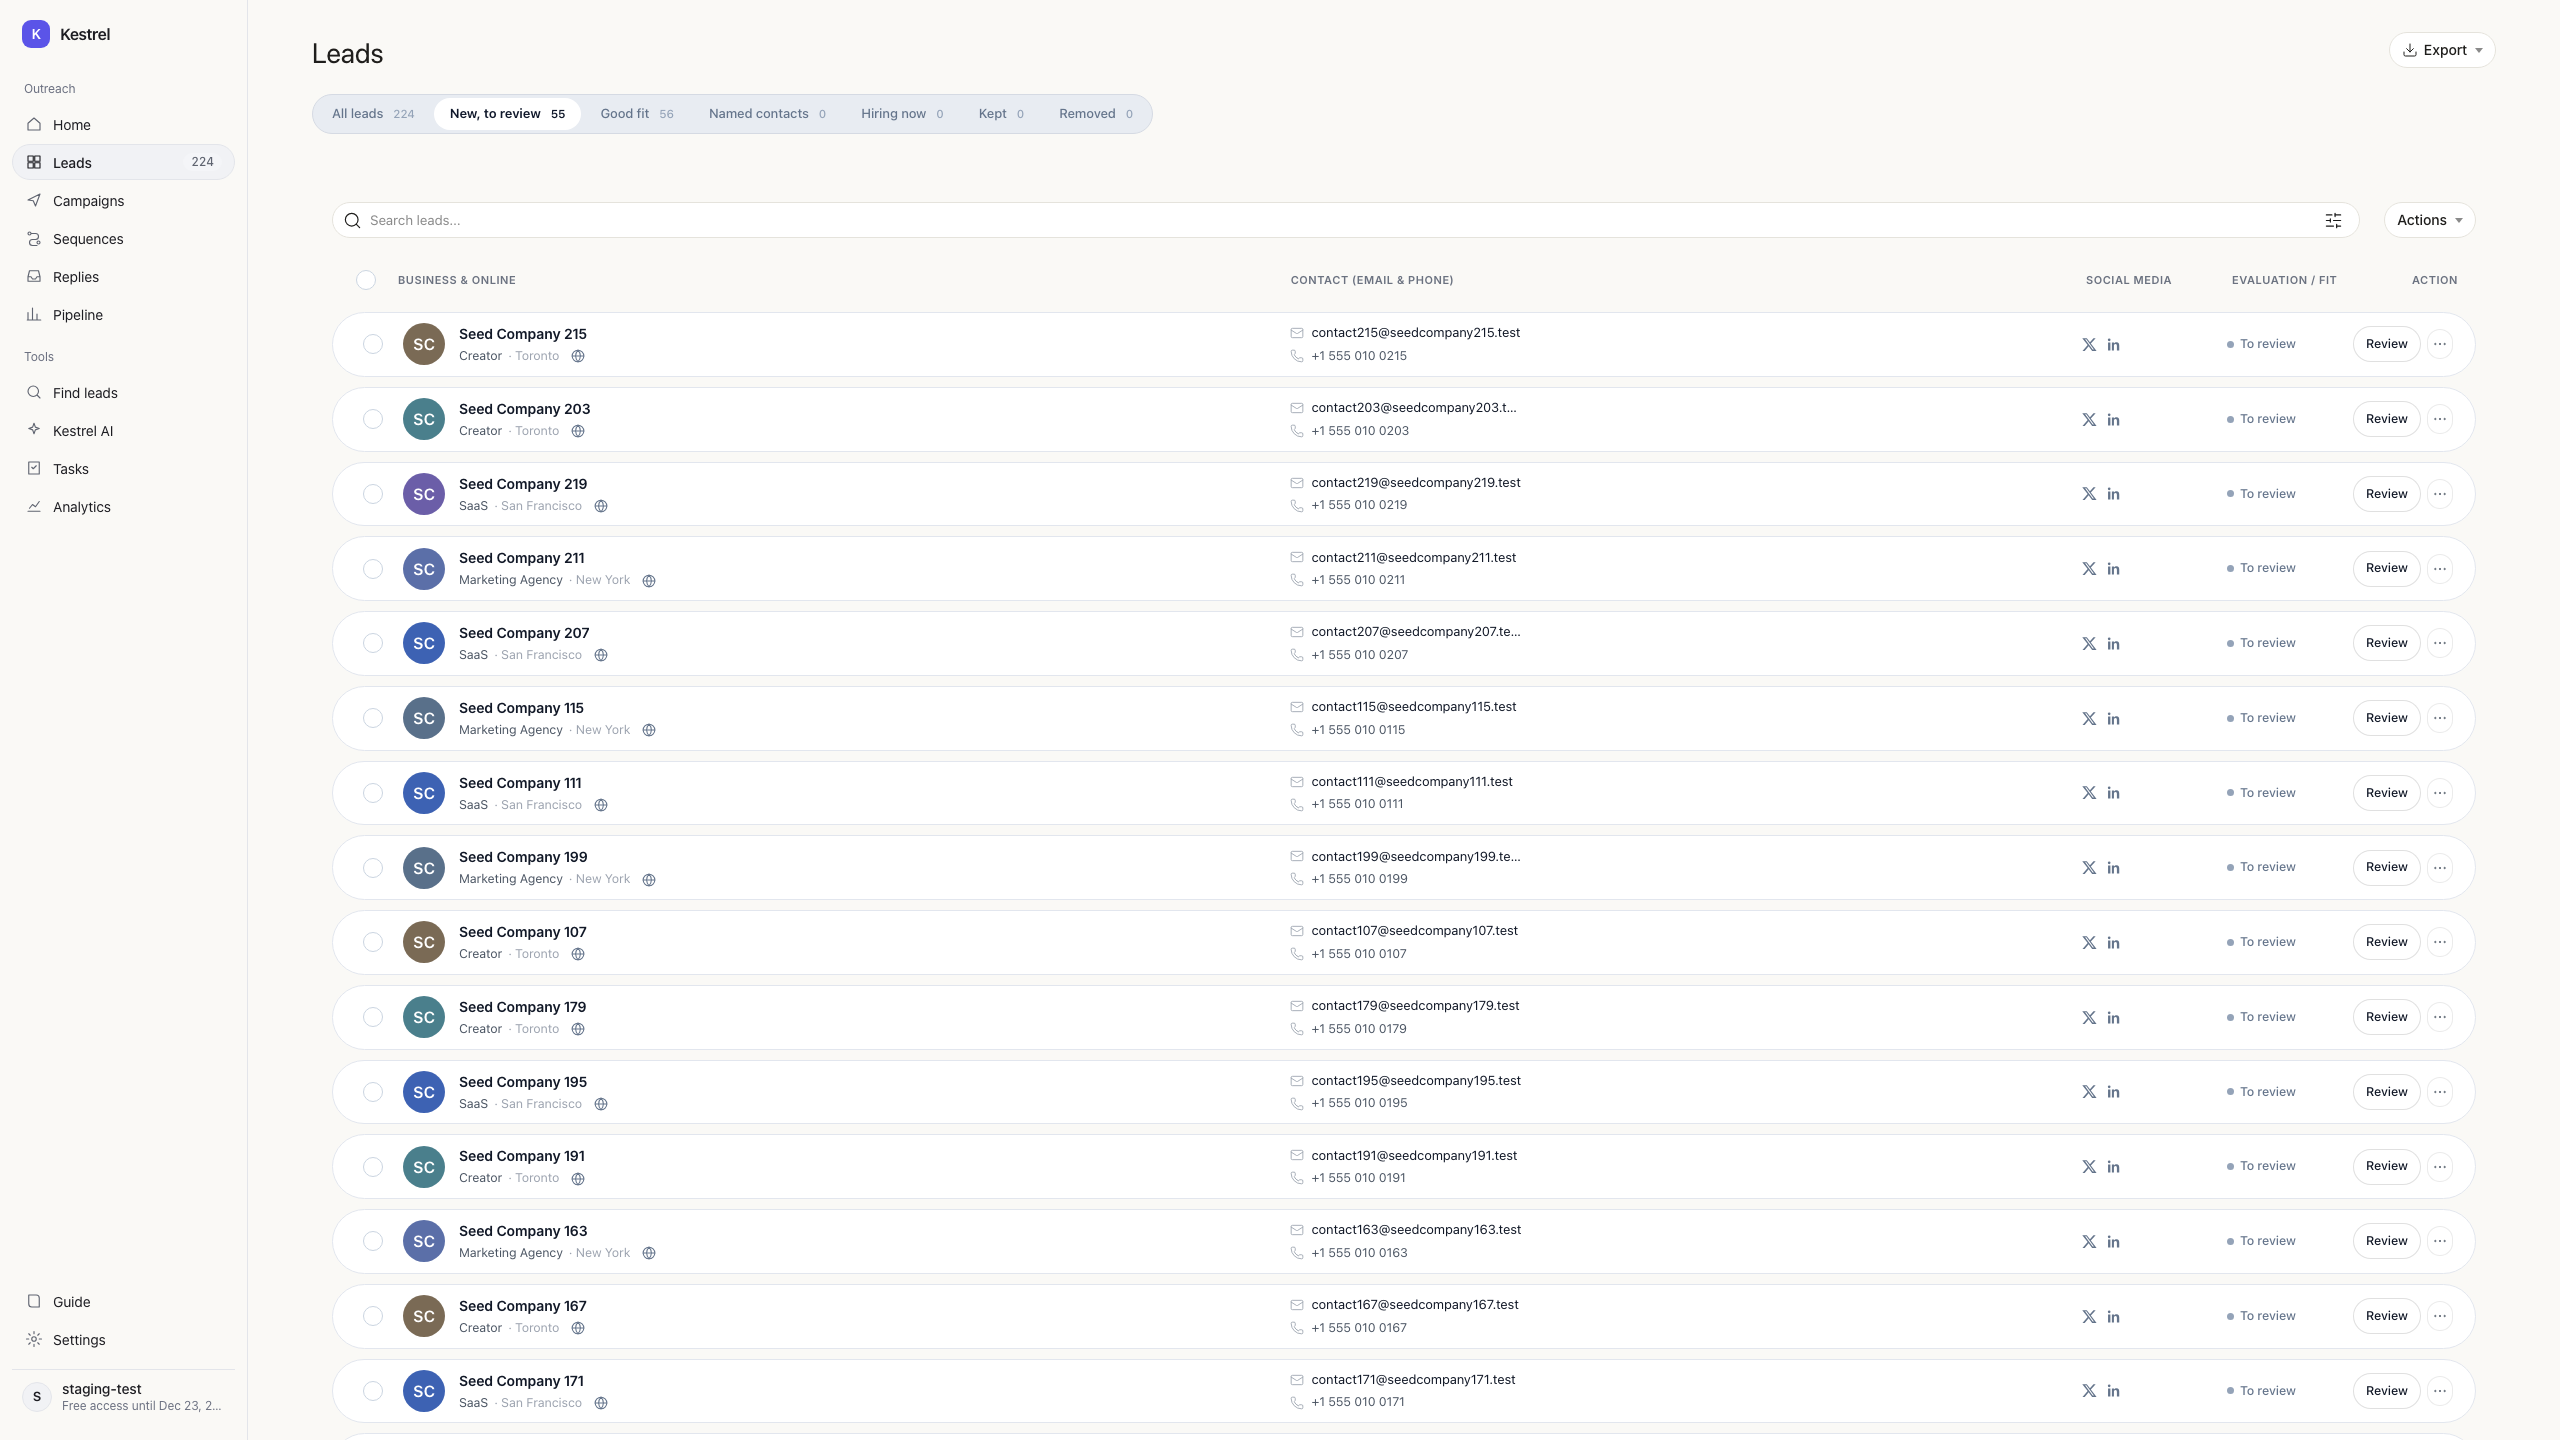 K Kestrel
Outreach
Home
Leads 224
Campaigns
Sequences
Replies
Pipeline
Tools
Find leads
Kestrel AI
Tasks
Analytics
Guide
Settings
S staging-test
Free access until Dec 23, 2...
Leads
Export
All leads 224 New, to review 55 Good fit 56 Named contacts 0 Hiring now 0 Kept 0 Removed 0
Search leads...
Actions
BUSINESS & ONLINE CONTACT (EMAIL & PHONE) SOCIAL MEDIA EVALUATION / FIT ACTION
SC Seed Company 215 contact215@seedcompany215.test To review Review
Creator · Toronto +1 555 010 0215
SC Seed Company 203 contact203@seedcompany203.t... To review Review
Creator · Toronto +1 555 010 0203
SC Seed Company 219 contact219@seedcompany219.test To review Review
SaaS · San Francisco +1 555 010 0219
SC Seed Company 211 contact211@seedcompany211.test To review Review
Marketing Agency · New York +1 555 010 0211
SC Seed Company 207 contact207@seedcompany207.te... To review Review
SaaS · San Francisco +1 555 010 0207
SC Seed Company 115 contact115@seedcompany115.test To review Review
Marketing Agency · New York +1 555 010 0115
SC Seed Company 111 contact111@seedcompany111.test To review Review
SaaS · San Francisco +1 555 010 0111
SC Seed Company 199 contact199@seedcompany199.te... To review Review
Marketing Agency · New York +1 555 010 0199
SC Seed Company 107 contact107@seedcompany107.test To review Review
Creator · Toronto +1 555 010 0107
SC Seed Company 179 contact179@seedcompany179.test To review Review
Creator · Toronto +1 555 010 0179
SC Seed Company 195 contact195@seedcompany195.test To review Review
SaaS · San Francisco +1 555 010 0195
SC Seed Company 191 contact191@seedcompany191.test To review Review
Creator · Toronto +1 555 010 0191
SC Seed Company 163 contact163@seedcompany163.test To review Review
Marketing Agency · New York +1 555 010 0163
SC Seed Company 167 contact167@seedcompany167.test To review Review
Creator · Toronto +1 555 010 0167
SC Seed Company 171 contact171@seedcompany171.test To review Review
SaaS · San Francisco +1 555 010 0171